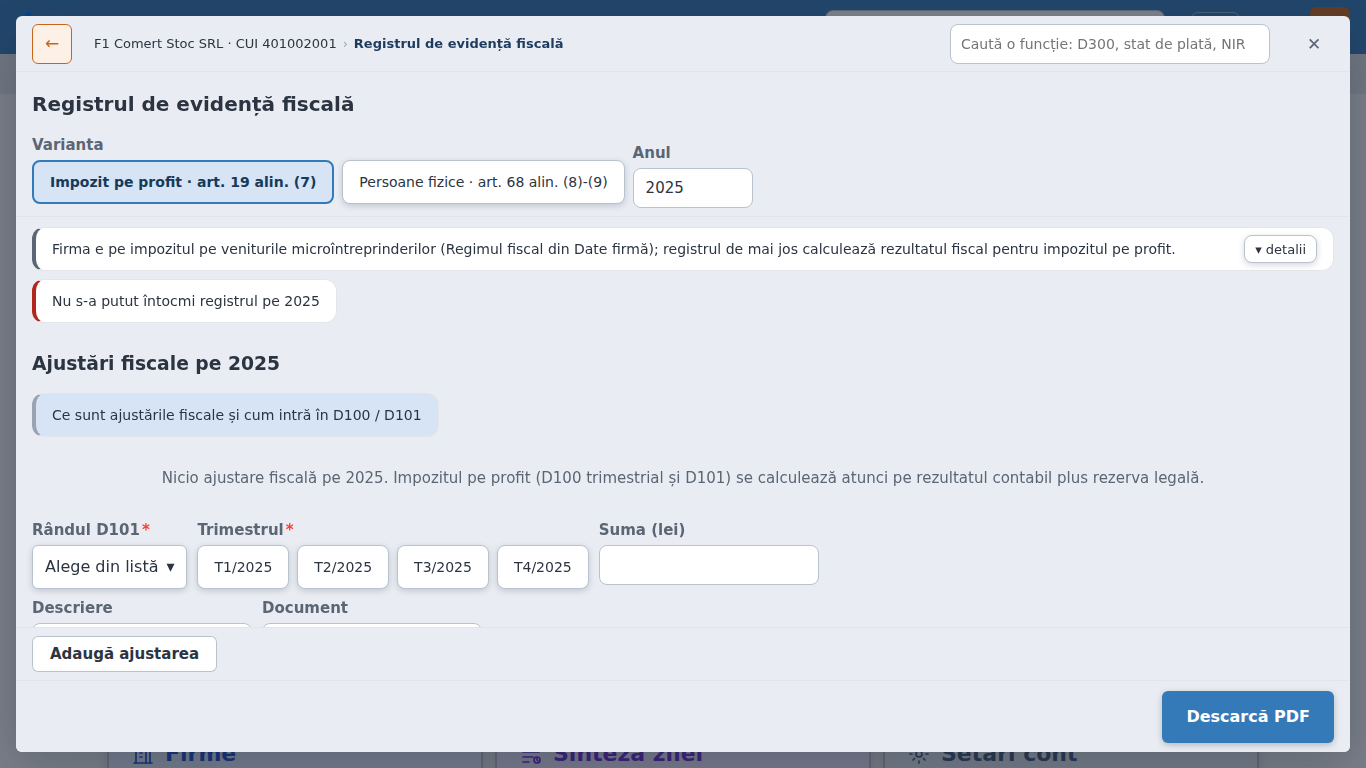 ← F1 Comert Stoc SRL · CUI 401002001 › Registrul de evidență fiscală Caută o funcție: D300, stat de plată, NIR ✕
Registrul de evidență fiscală
Varianta
Anul
Impozit pe profit · art. 19 alin. (7) Persoane fizice · art. 68 alin. (8)-(9) 2025
Firma e pe impozitul pe veniturile microîntreprinderilor (Regimul fiscal din Date firmă); registrul de mai jos calculează rezultatul fiscal pentru impozitul pe profit. ▾ detalii
Nu s-a putut întocmi registrul pe 2025
Ajustări fiscale pe 2025
Ce sunt ajustările fiscale și cum intră în D100 / D101
Nicio ajustare fiscală pe 2025. Impozitul pe profit (D100 trimestrial și D101) se calculează atunci pe rezultatul contabil plus rezerva legală.
Rândul D101* Trimestrul* Suma (lei)
Alege din listă ▾ T1/2025 T2/2025 T3/2025 T4/2025
Descriere Document
Adaugă ajustarea
Descarcă PDF
Firme Sinteza zilei Setări cont